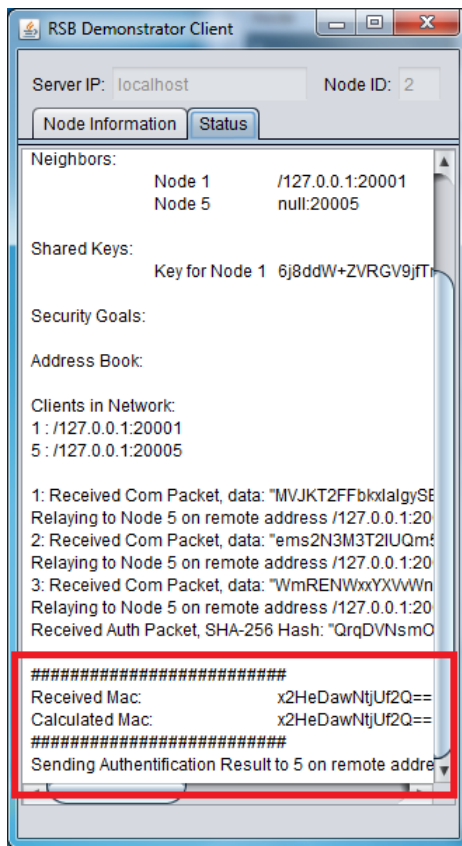 RSB Demonstrator Client
Server IP: localhost Node ID: 2
Node Information Status
Neighbors:
Node 1 /127.0.0.1:20001
Node 5 null:20005
Shared Keys:
Key for Node 1 6j8ddW+ZVRGV9jfTr
Security Goals:
Address Book:
Clients in Network:
1 : /127.0.0.1:20001
5 : /127.0.0.1:20005
1: Received Com Packet, data:
Relaying to Node 5 on remote address /127.0.0.1:20
2: Received Com Packet, data: "ems2N3M3T2lUQm5
Relaying to Node 5 on remote address /127.0.0.1:20
3: Received Com Packet, data:
Relaying to Node 5 on remote address /127.0.0.1:20
Received Auth Packet, SHA-256 Hash: "QrqDVNsmO
##########################
Received Mac: x2HeDawNtjUf2Q==
Calculated Mac: x2HeDawNtjUf2Q==
##########################
Sending Authentification Result to 5 on remote addre